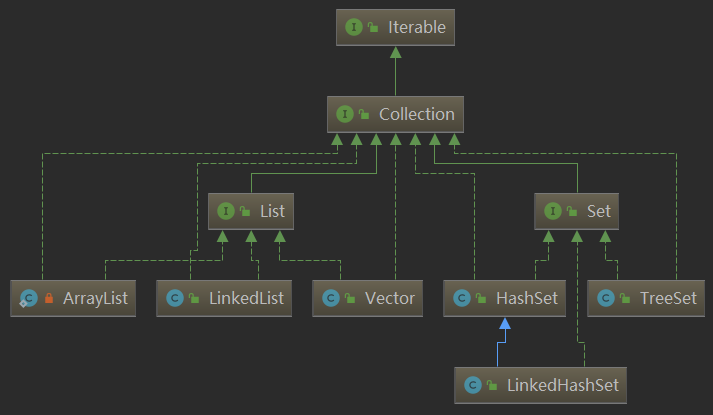 I Iterable
I Collection
I List
I Set
C ArrayList
C LinkedList
C Vector
C HashSet
C TreeSet
C LinkedHashSet